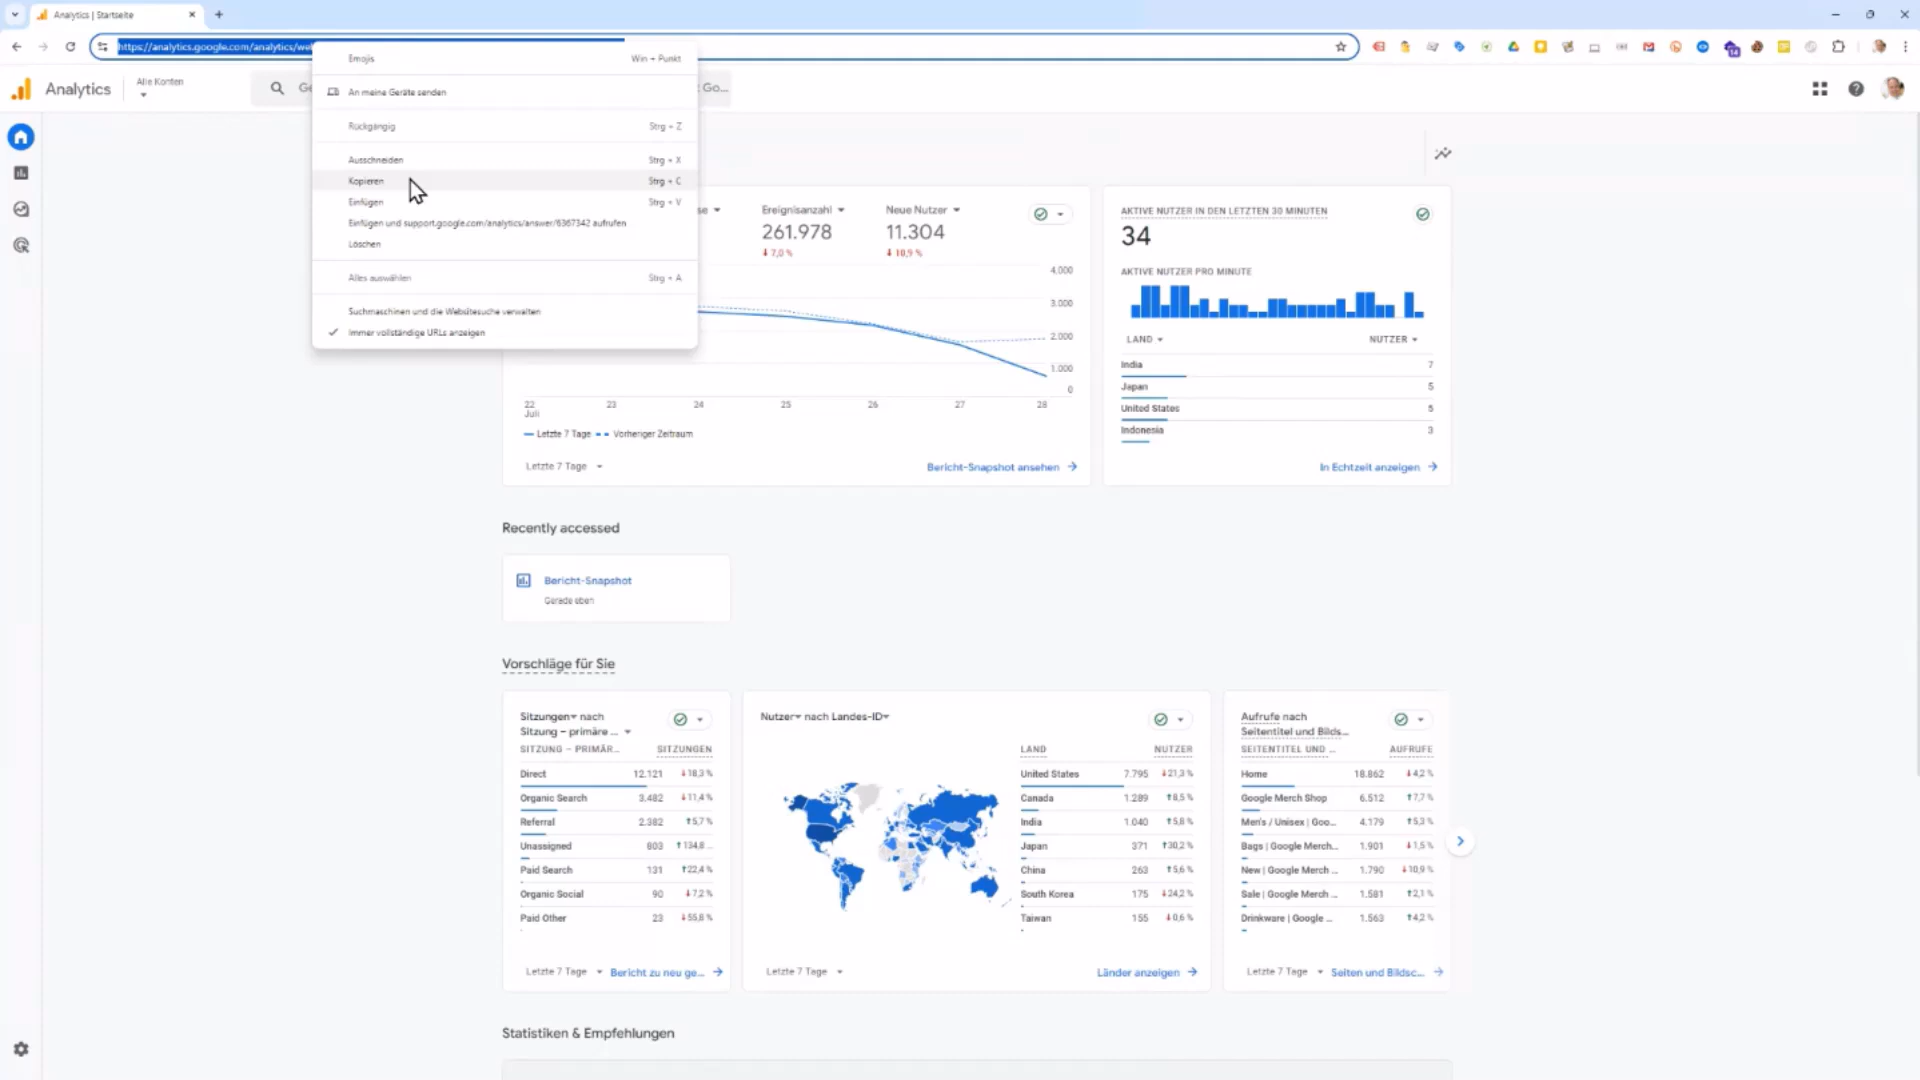 Analytics | Startseite
https://analytics.google.com/analytics/we
Analytics
Alle Konten
Go...
Emojis Win + Punkt
An meine Geräte senden
Rückgängig Strg + Z
Ausschneiden Strg + X
Kopieren Strg + C
Einfügen Strg + V
Einfügen und support.google.com/analytics/answer/6367342 aufrufen
Löschen
Alles auswählen Strg + A
Suchmaschinen und die Websitesuche verwalten
Immer vollständige URLs anzeigen
Ereignisanzahl
261.978
7,0 %
Neue Nutzer
11.304
10,9 %
4.000
3.000
2.000
1.000
0
22 23 24 25 26 27 28
Juli
Letzte 7 Tage Vorheriger Zeitraum
Letzte 7 Tage
Bericht-Snapshot ansehen
AKTIVE NUTZER IN DEN LETZTEN 30 MINUTEN
34
AKTIVE NUTZER PRO MINUTE
LAND NUTZER
India 7
Japan 5
United States 5
Indonesia 3
In Echtzeit anzeigen
Recently accessed
Bericht-Snapshot
Gerade eben
Vorschläge für Sie
Sitzungen nach
Sitzung – primäre ...
SITZUNG – PRIMÄR... SITZUNGEN
Direct 12.121 18,3 %
Organic Search 3.482 11,4 %
Referral 2.382 5,7 %
Unassigned 803 134,8 ...
Paid Search 131 22,4 %
Organic Social 90 7,2 %
Paid Other 23 55,8 %
Letzte 7 Tage Bericht zu neu ge...
Nutzer nach Landes-ID
LAND NUTZER
United States 7.795 21,3 %
Canada 1.289 8,5 %
India 1.040 5,8 %
Japan 371 30,2 %
China 263 5,6 %
South Korea 175 24,2 %
Taiwan 155 0,6 %
Letzte 7 Tage Länder anzeigen
Aufrufe nach
Seitentitel und Bilds...
SEITENTITEL UND ... AUFRUFE
Home 18.862 4,2 %
Google Merch Shop 6.512 7,7 %
Men's / Unisex | Goo... 4.179 5,3 %
Bags | Google Merch... 1.901 1,5 %
New | Google Merch ... 1.790 10,9 %
Sale | Google Merch ... 1.581 2,1 %
Drinkware | Google ... 1.563 4,2 %
Letzte 7 Tage Seiten und Bildsc...
Statistiken & Empfehlungen